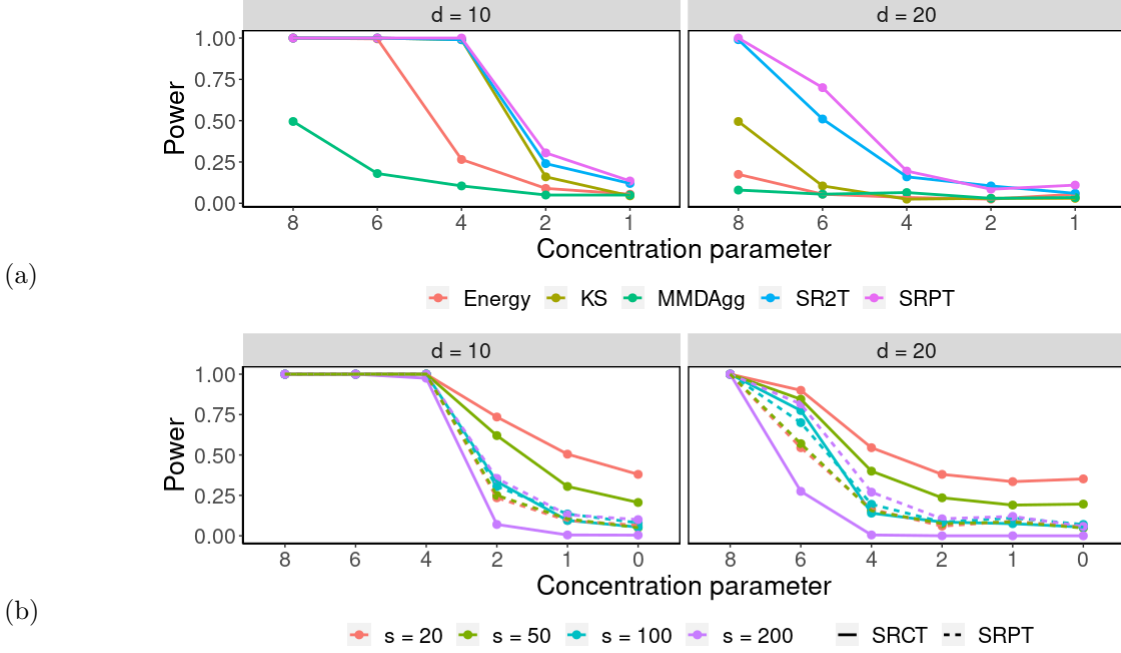 d = 10
d = 20
1.00
0.75
0.50
0.25
0.00
Power
8 6 4 2 1
8 6 4 2 1
Concentration parameter
(a)
Energy KS MMDAgg SR2T SRPT
d = 10
d = 20
1.00
0.75
0.50
0.25
0.00
Power
8 6 4 2 1 0
8 6 4 2 1 0
Concentration parameter
(b)
s = 20 s = 50 s = 100 s = 200 SRCT SRPT